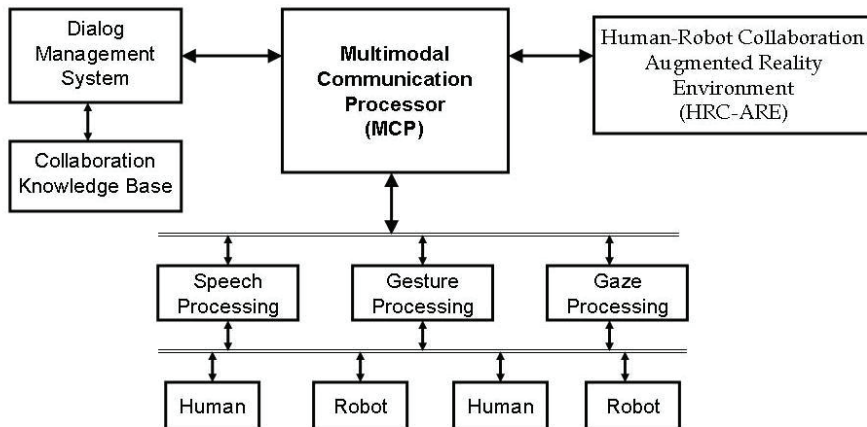 Dialog
Management
System
Multimodal
Communication
Processor
(MCP)
Human-Robot Collaboration
Augmented Reality
Environment
(HRC-ARE)
Collaboration
Knowledge Base
Speech
Processing
Gesture
Processing
Gaze
Processing
Human
Robot
Human
Robot